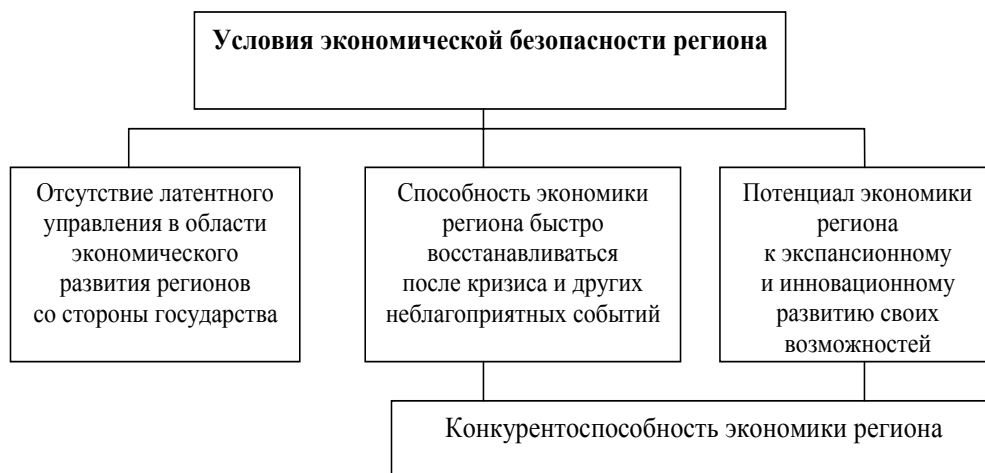 Условия экономической безопасности региона
Отсутствие латентного
управления в области
экономического
развития регионов
со стороны государства
Способность экономики
региона быстро
восстанавливаться
после кризиса и других
неблагоприятных событий
Потенциал экономики
региона
к экспансионному
и инновационному
развитию своих
возможностей
Конкурентоспособность экономики региона